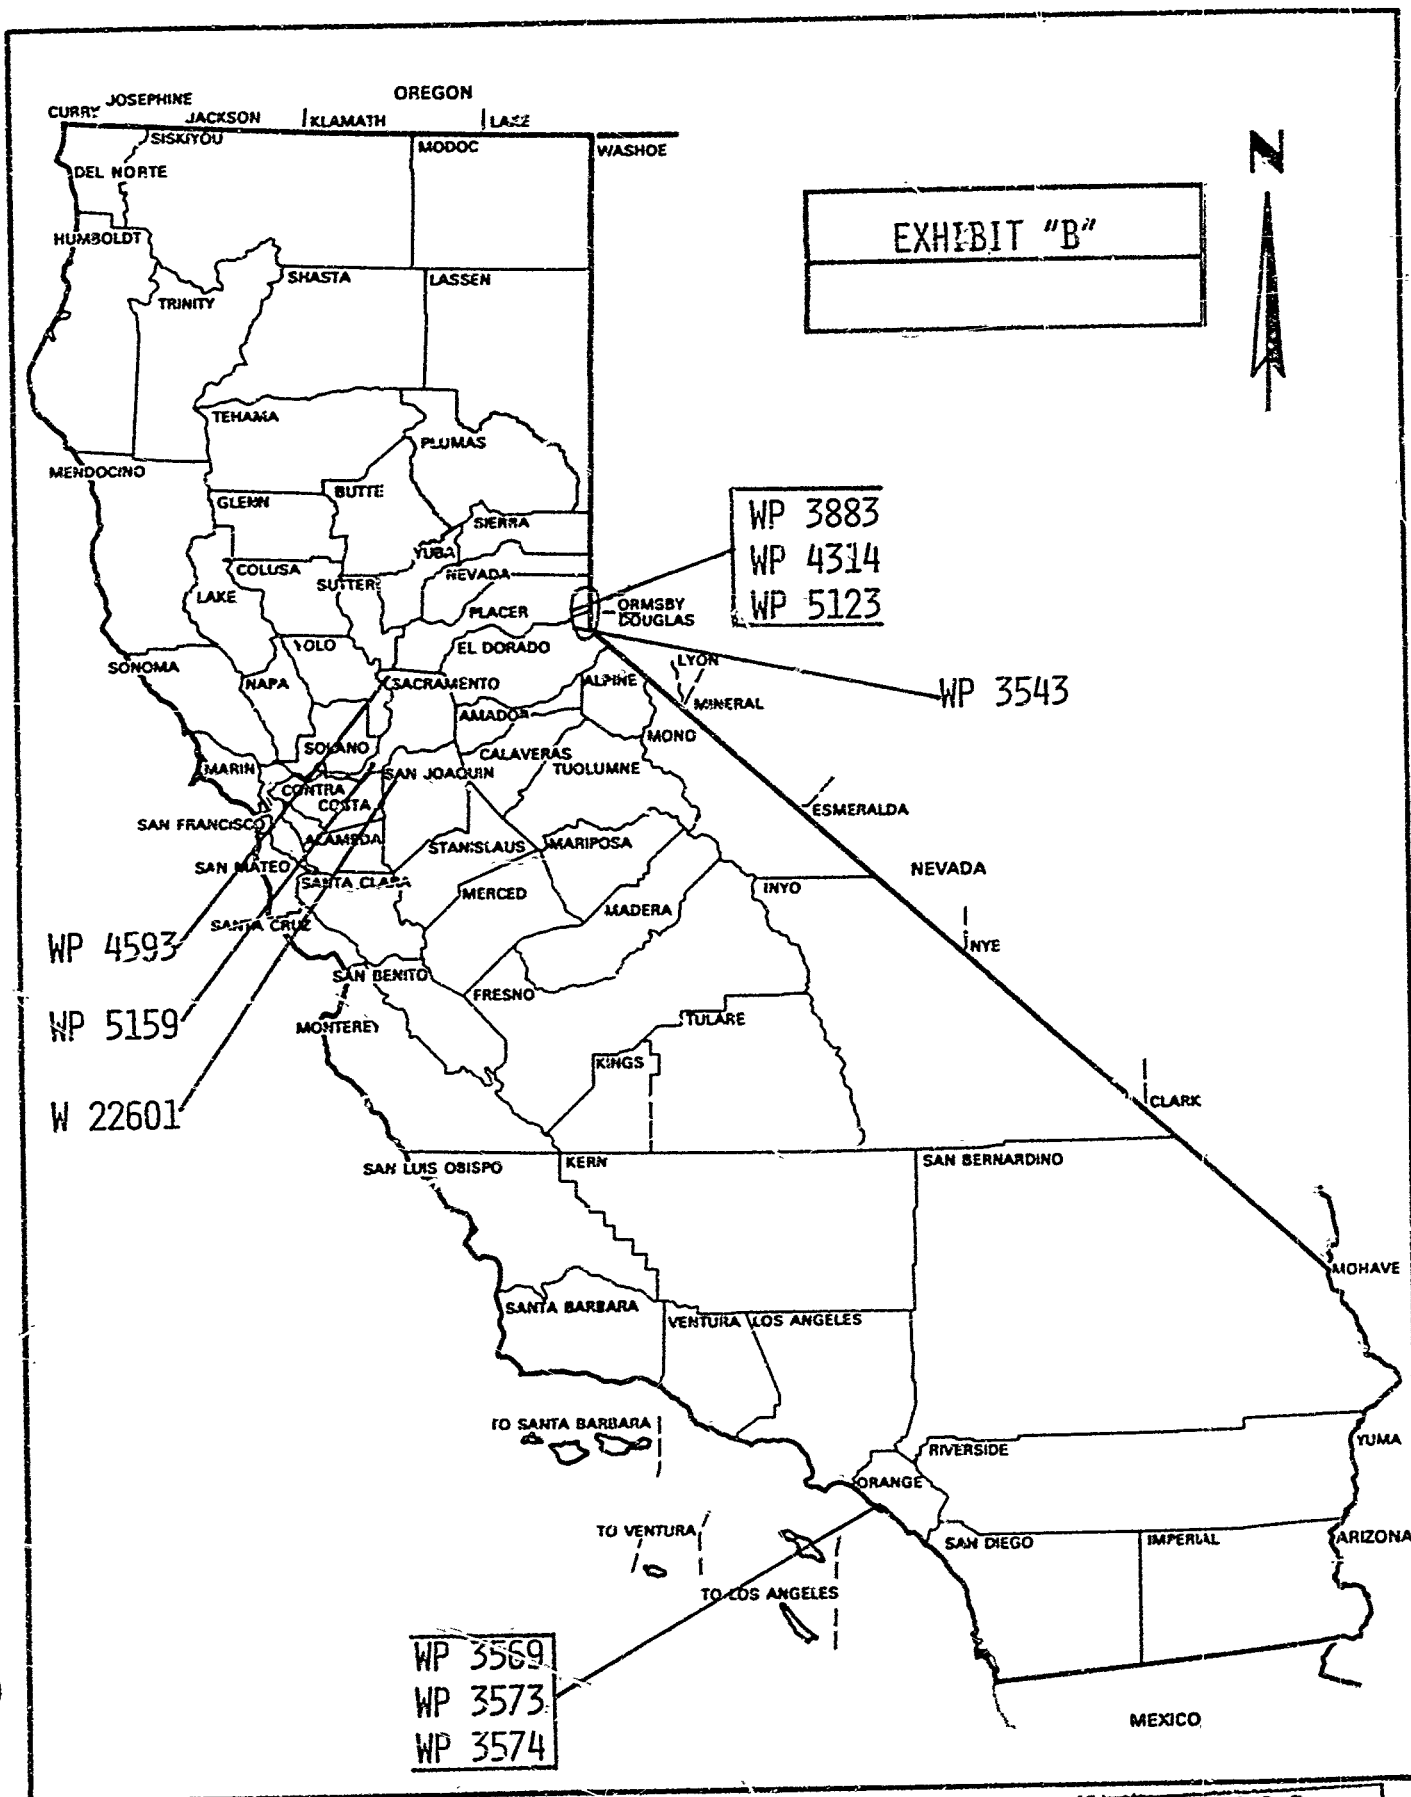 OREGON
CURRY
JOSEPHINE
JACKSON
KLAMATH
LAKE
SISKIYOU
MODOC
WASHOE
DEL NORTE
N
EXHIBIT "B"
HUMBOLDT
SHASTA
LASSEN
TRINITY
TEHAMA
PLUMAS
MENDOCINO
GLENN
BUTTE
SIERRA
WP 3883
WP 4314
WP 5123
YUBA
COLUSA
SUTTER
NEVADA
LAKE
PLACER
ORMSBY
DOUGLAS
YOLO
EL DORADO
SONOMA
NAPA
SACRAMENTO
ALPINE
LYON
WP 3543
AMADOR
MINERAL
SOLANO
CALAVERAS
MONO
MARIN
SAN JOAQUIN
TUOLUMNE
CONTRA
COSTA
ESMERALDA
SAN FRANCISCO
ALAMEDA
STANISLAUS
MARIPOSA
SAN MATEO
NEVADA
SANTA CLARA
MERCED
INYO
MADERA
SANTA CRUZ
WP 4593
NYE
SAN BENITO
FRESNO
WP 5159
MONTEREY
TULARE
KINGS
W 22601
CLARK
SAN LUIS OBISPO
KERN
SAN BERNARDINO
MOHAVE
SANTA BARBARA
VENTURA
LOS ANGELES
TO SANTA BARBARA
RIVERSIDE
YUMA
ORANGE
TO VENTURA
SAN DIEGO
IMPERIAL
ARIZONA
TO LOS ANGELES
WP 3569
WP 3573
WP 3574
MEXICO